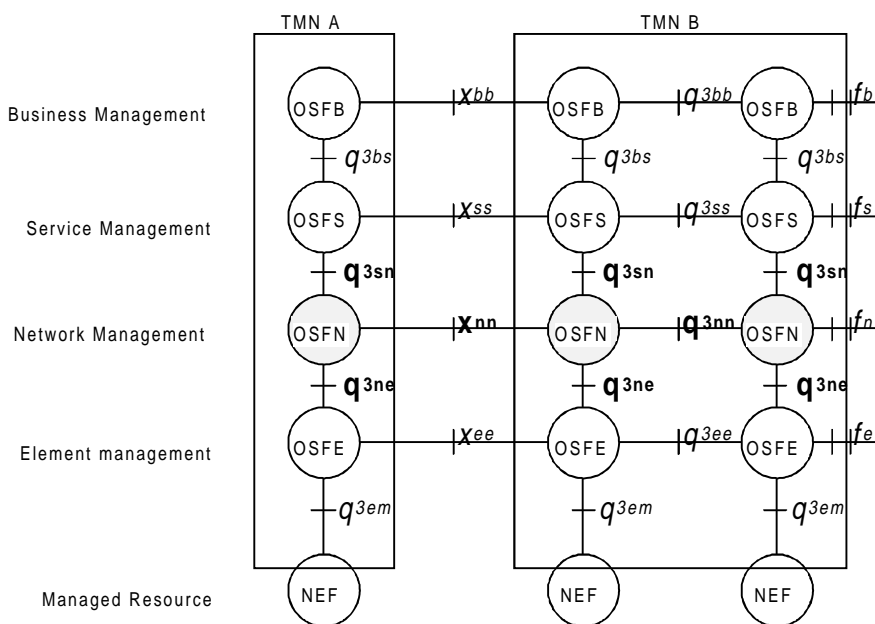 TMN A TMN B
Business Management OSFB xbb OSFB q3bb OSFB fb
q3bs q3bs q3bs
Service Management OSFS xss OSFS q3ss OSFS fs
q3sn q3sn q3sn
Network Management OSFN xnn OSFN q3nn OSFN fn
q3ne q3ne q3ne
Element management OSFE xee OSFE q3ee OSFE fe
q3em q3em q3em
Managed Resource NEF NEF NEF